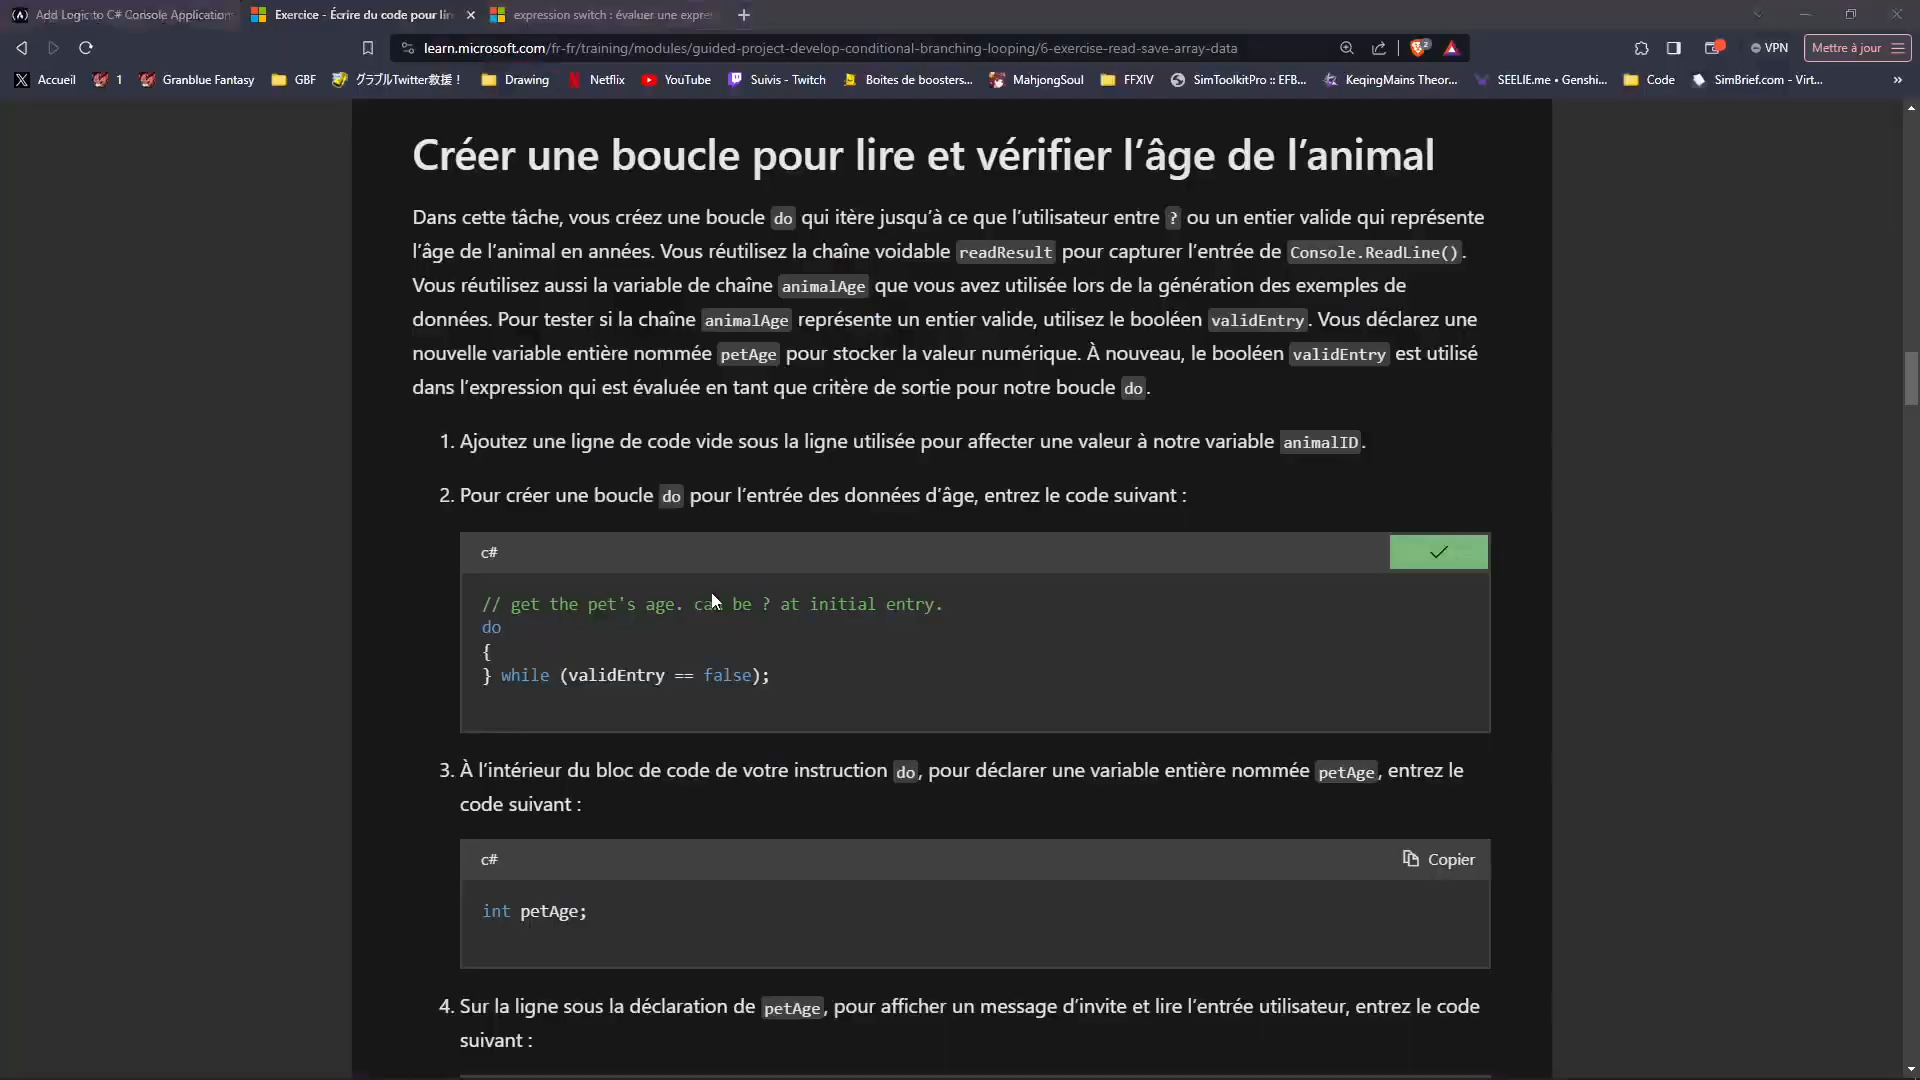 Add Logic to C# Console Application
Exercice - Écrire du code pour lir
expression switch : évaluer une expre
learn.microsoft.com/fr-fr/training/modules/guided-project-develop-conditional-branching-looping/6-exercise-read-save-array-data
2
VPN
Mettre à jour
Accueil
1
Granblue Fantasy
GBF
グラブルTwitter救援！
Drawing
Netflix
YouTube
Suivis - Twitch
Boites de boosters...
MahjongSoul
FFXIV
SimToolkitPro :: EFB...
KeqingMains Theor...
SEELIE.me • Genshi...
Code
SimBrief.com - Virt...
Créer une boucle pour lire et vérifier l’âge de l’animal
Dans cette tâche, vous créez une boucle do qui itère jusqu’à ce que l’utilisateur entre ? ou un entier valide qui représente
l’âge de l’animal en années. Vous réutilisez la chaîne voidable readResult pour capturer l’entrée de Console.ReadLine().
Vous réutilisez aussi la variable de chaîne animalAge que vous avez utilisée lors de la génération des exemples de
données. Pour tester si la chaîne animalAge représente un entier valide, utilisez le booléen validEntry. Vous déclarez une
nouvelle variable entière nommée petAge pour stocker la valeur numérique. À nouveau, le booléen validEntry est utilisé
dans l’expression qui est évaluée en tant que critère de sortie pour notre boucle do.
1. Ajoutez une ligne de code vide sous la ligne utilisée pour affecter une valeur à notre variable animalID.
2. Pour créer une boucle do pour l’entrée des données d’âge, entrez le code suivant :
c#
// get the pet's age. can be ? at initial entry.
do
{
} while (validEntry == false);
3. À l’intérieur du bloc de code de votre instruction do, pour déclarer une variable entière nommée petAge, entrez le
code suivant :
c#
Copier
int petAge;
4. Sur la ligne sous la déclaration de petAge, pour afficher un message d’invite et lire l’entrée utilisateur, entrez le code
suivant :